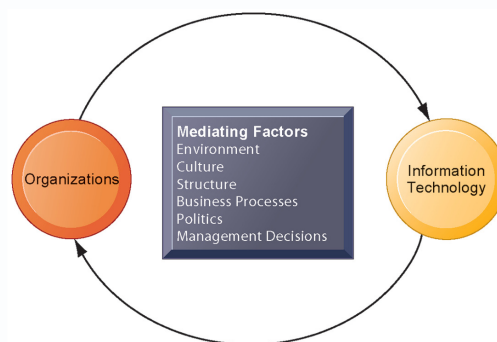 Organizations
Mediating Factors
Environment
Culture
Structure
Business Processes
Politics
Management Decisions
Information
Technology